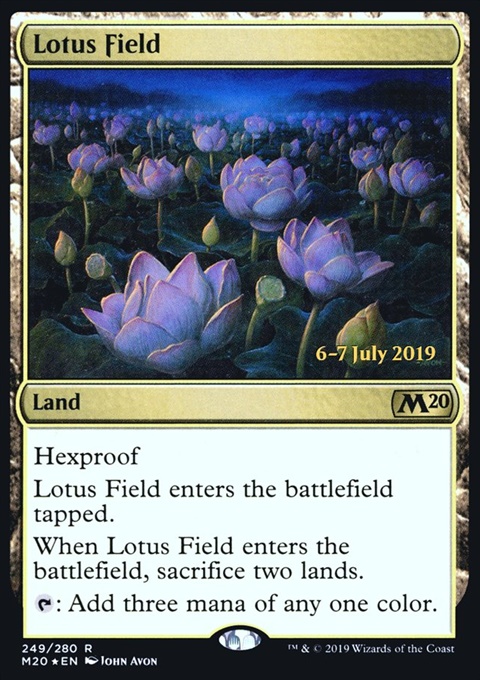 Lotus Field
6–7 July 2019
Land
M20
Hexproof
Lotus Field enters the battlefield
tapped.
When Lotus Field enters the
battlefield, sacrifice two lands.
: Add three mana of any one color.
249/280 R
M20 ★ EN John Avon
™ & © 2019 Wizards of the Coast